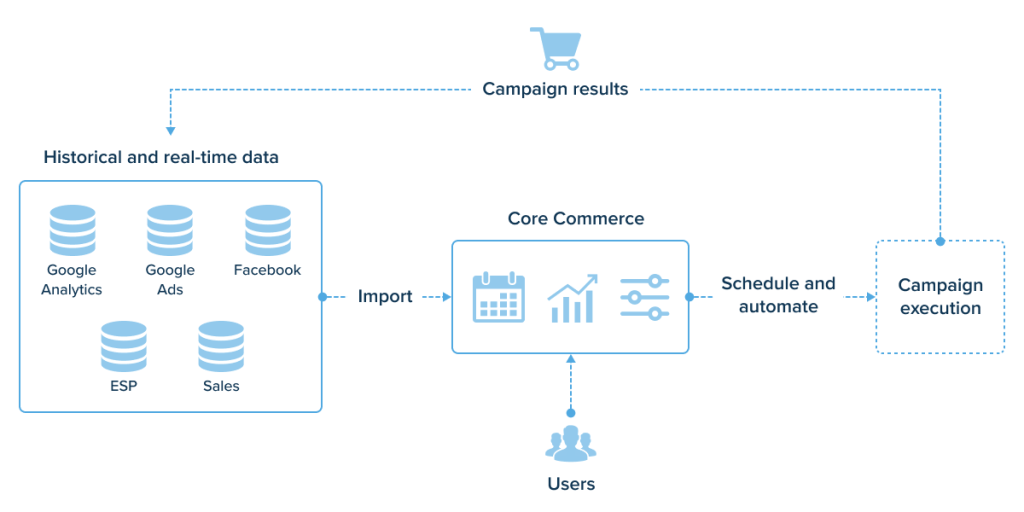 Campaign results
Historical and real-time data
Google
Analytics
Google
Ads
Facebook
ESP
Sales
Import
Core Commerce
Schedule and
automate
Campaign
execution
Users